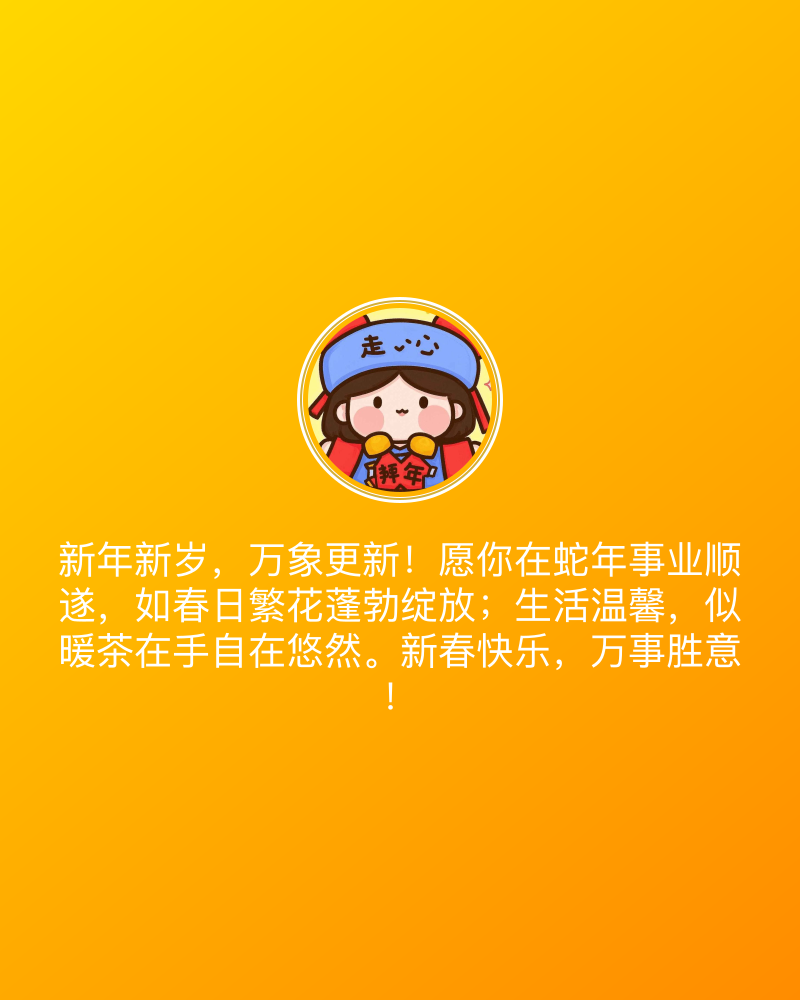 走心
拜年
新年新岁，万象更新！愿你在蛇年事业顺
遂，如春日繁花蓬勃绽放；生活温馨，似
暖茶在手自在悠然。新春快乐，万事胜意
！